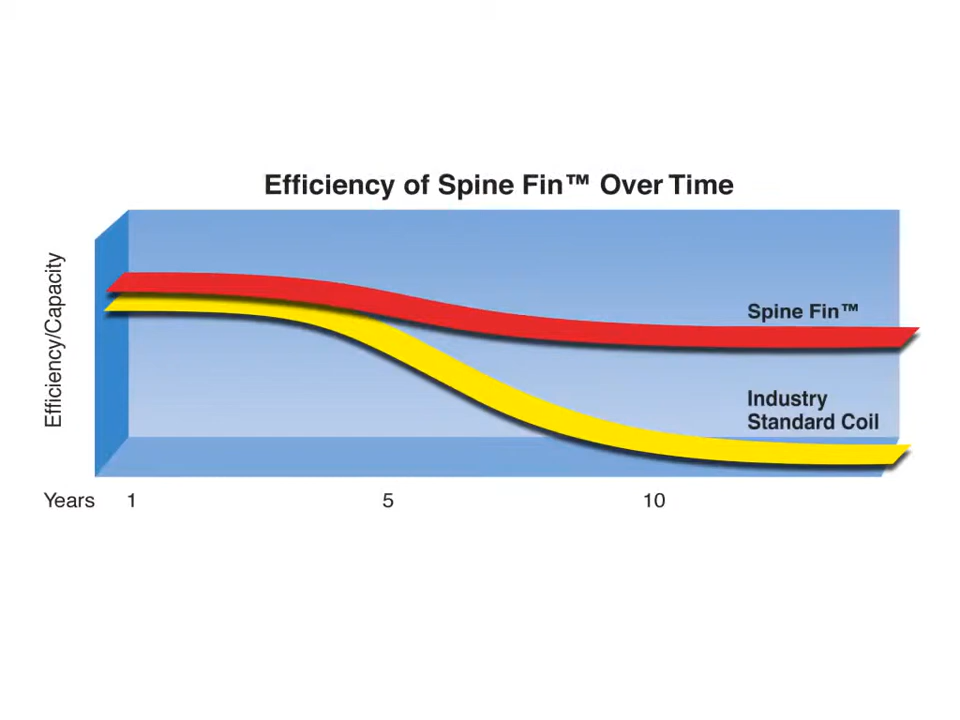 Efficiency of Spine Fin™ Over Time
Efficiency/Capacity
Spine Fin™
Industry
Standard Coil
Years 1 5 10